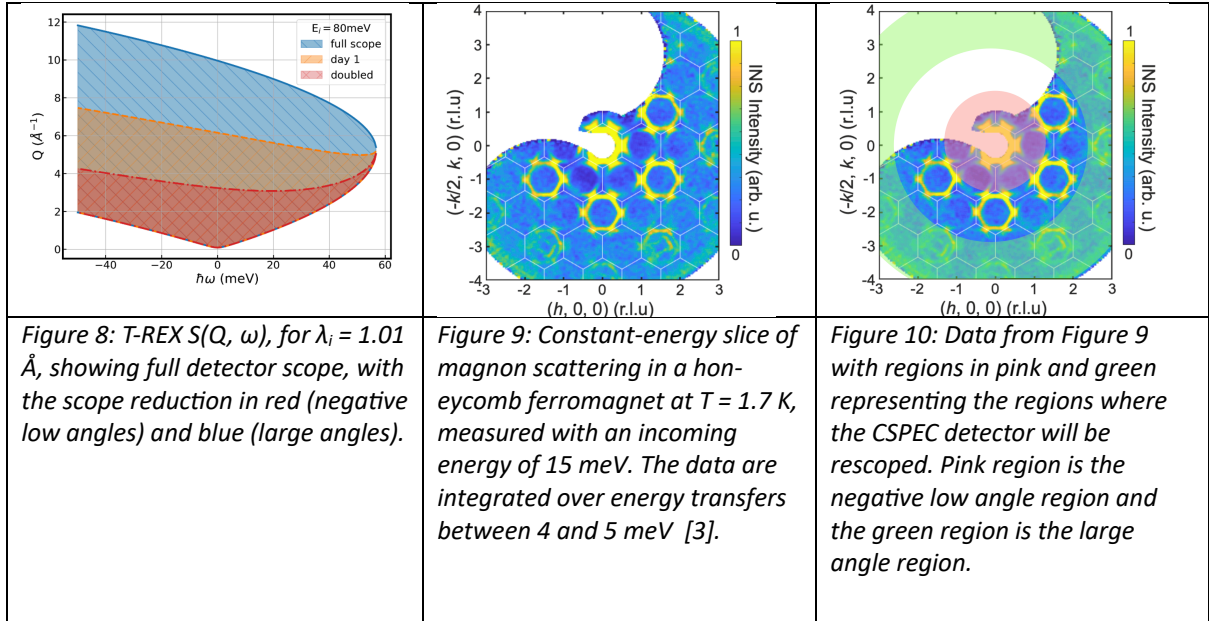 12
10
8
6
4
2
0
Q (Å⁻¹)
−40
−20
0
20
40
60
ħω (meV)
Eᵢ = 80meV
full scope
day 1
doubled
4
3
2
1
0
-1
-2
-3
-4
(-k/2, k, 0) (r.l.u)
-3
-2
-1
0
1
2
3
(h, 0, 0) (r.l.u)
1
0
INS Intensity (arb. u.)
4
3
2
1
0
-1
-2
-3
-4
(-k/2, k, 0) (r.l.u)
-3
-2
-1
0
1
2
3
(h, 0, 0) (r.l.u)
1
0
INS Intensity (arb. u.)
Figure 8: T-REX S(Q, ω), for λᵢ = 1.01
Å, showing full detector scope, with
the scope reduction in red (negative
low angles) and blue (large angles).
Figure 9: Constant-energy slice of
magnon scattering in a hon-
eycomb ferromagnet at T = 1.7 K,
measured with an incoming
energy of 15 meV. The data are
integrated over energy transfers
between 4 and 5 meV [3].
Figure 10: Data from Figure 9
with regions in pink and green
representing the regions where
the CSPEC detector will be
rescoped. Pink region is the
negative low angle region and
the green region is the large
angle region.